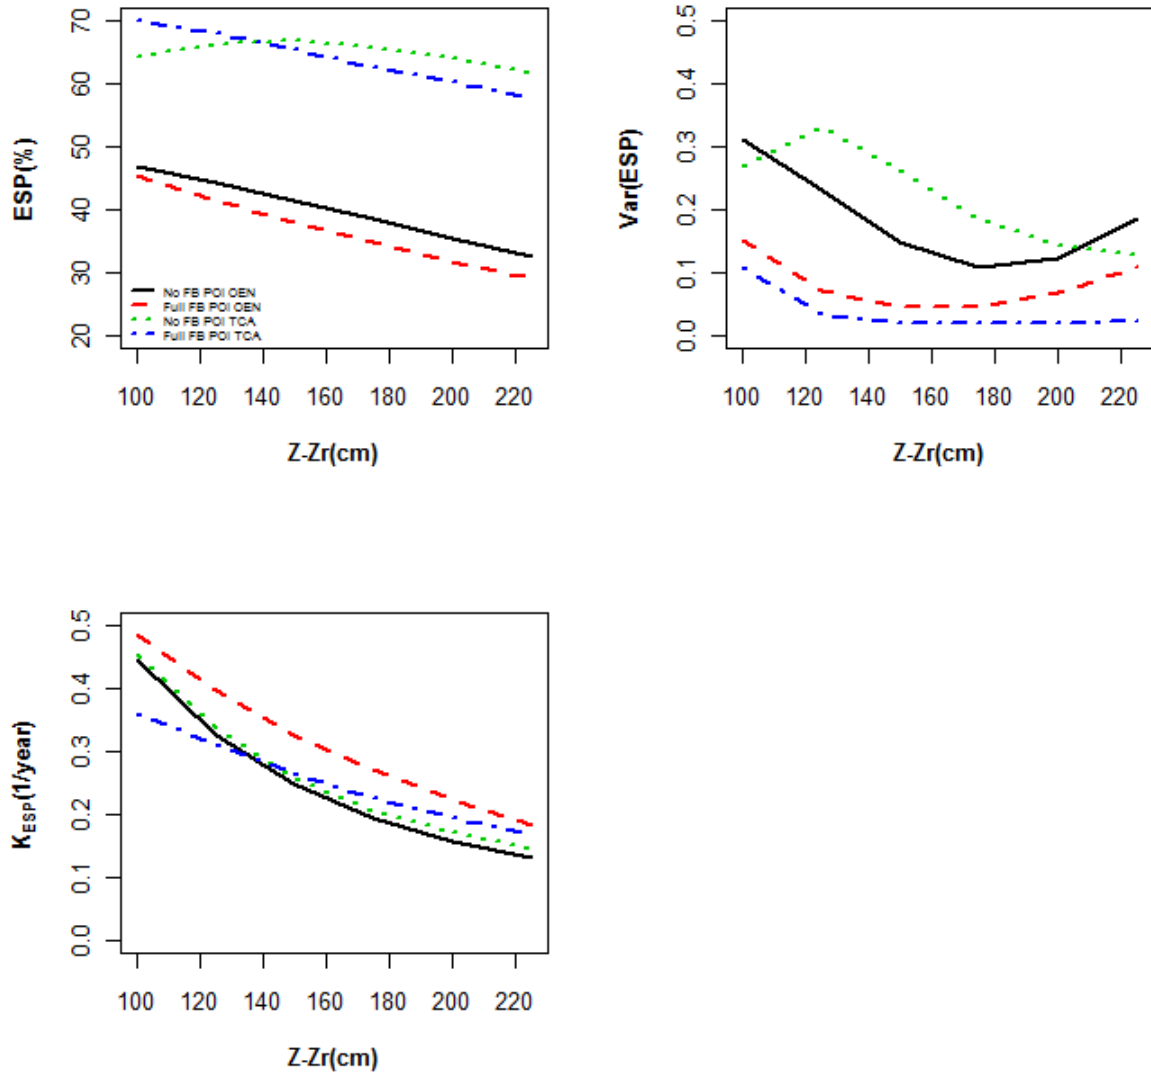 ESP(%)
70
60
50
40
30
20
No FB POI OEN
Full FB POI OEN
No FB POI TCA
Full FB POI TCA
100 120 140 160 180 200 220
Z-Zr(cm)
Var(ESP)
0.5
0.4
0.3
0.2
0.1
0.0
100 120 140 160 180 200 220
Z-Zr(cm)
K_ESP(1/year)
0.5
0.4
0.3
0.2
0.1
0.0
100 120 140 160 180 200 220
Z-Zr(cm)